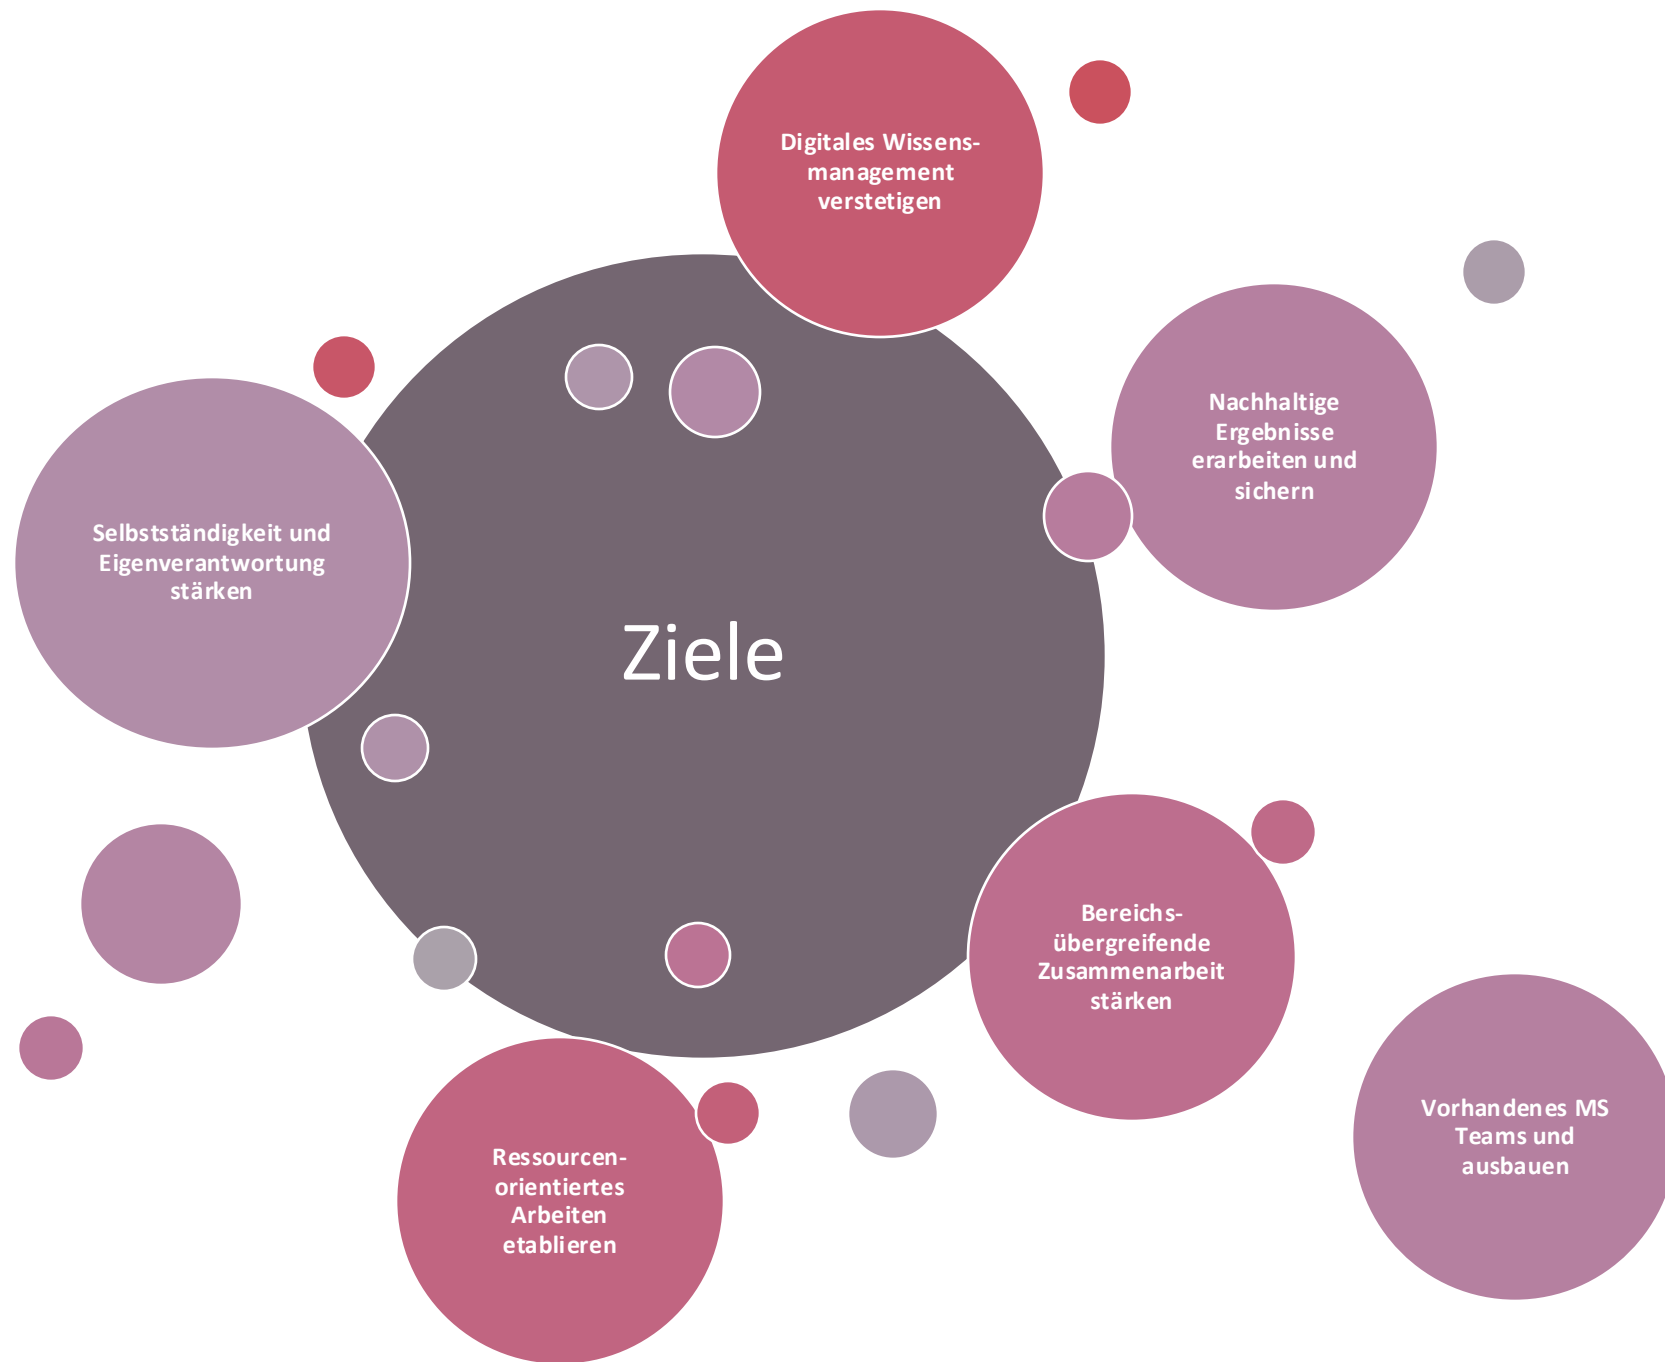 Digitales Wissens-
management
verstetigen
Nachhaltige
Ergebnisse
erarbeiten und
sichern
Selbstständigkeit und
Eigenverantwortung
stärken
Ziele
Bereichs-
übergreifende
Zusammenarbeit
stärken
Vorhandenes MS
Teams und
ausbauen
Ressourcen-
orientiertes
Arbeiten
etablieren